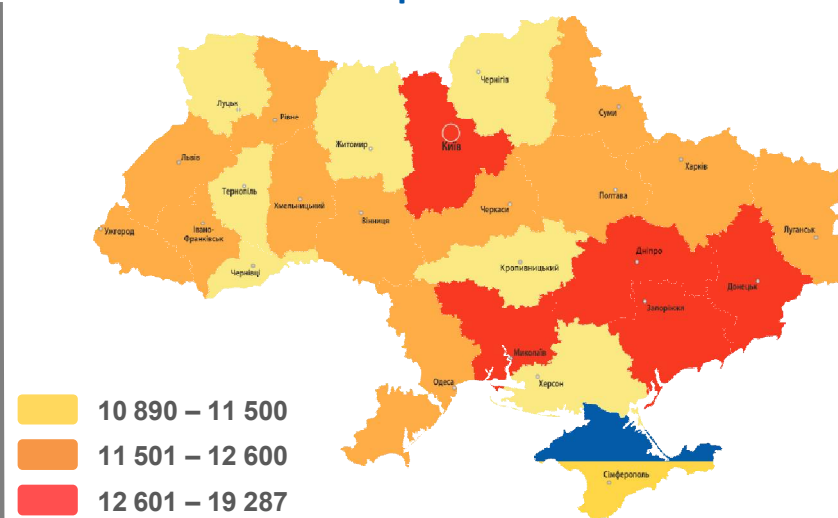 Чернігів
Луцьк
Рівне
Суми
Житомир
Київ
Львів
Харків
Тернопіль
Хмельницький
Полтава
Вінниця
Черкаси
Ужгород
Івано-
Франківськ
Луганськ
Чернівці
Кропивницький
Дніпро
Донецьк
Запоріжжя
Миколаїв
Одеса
Херсон
10 890 – 11 500
11 501 – 12 600
Сімферополь
12 601 – 19 287